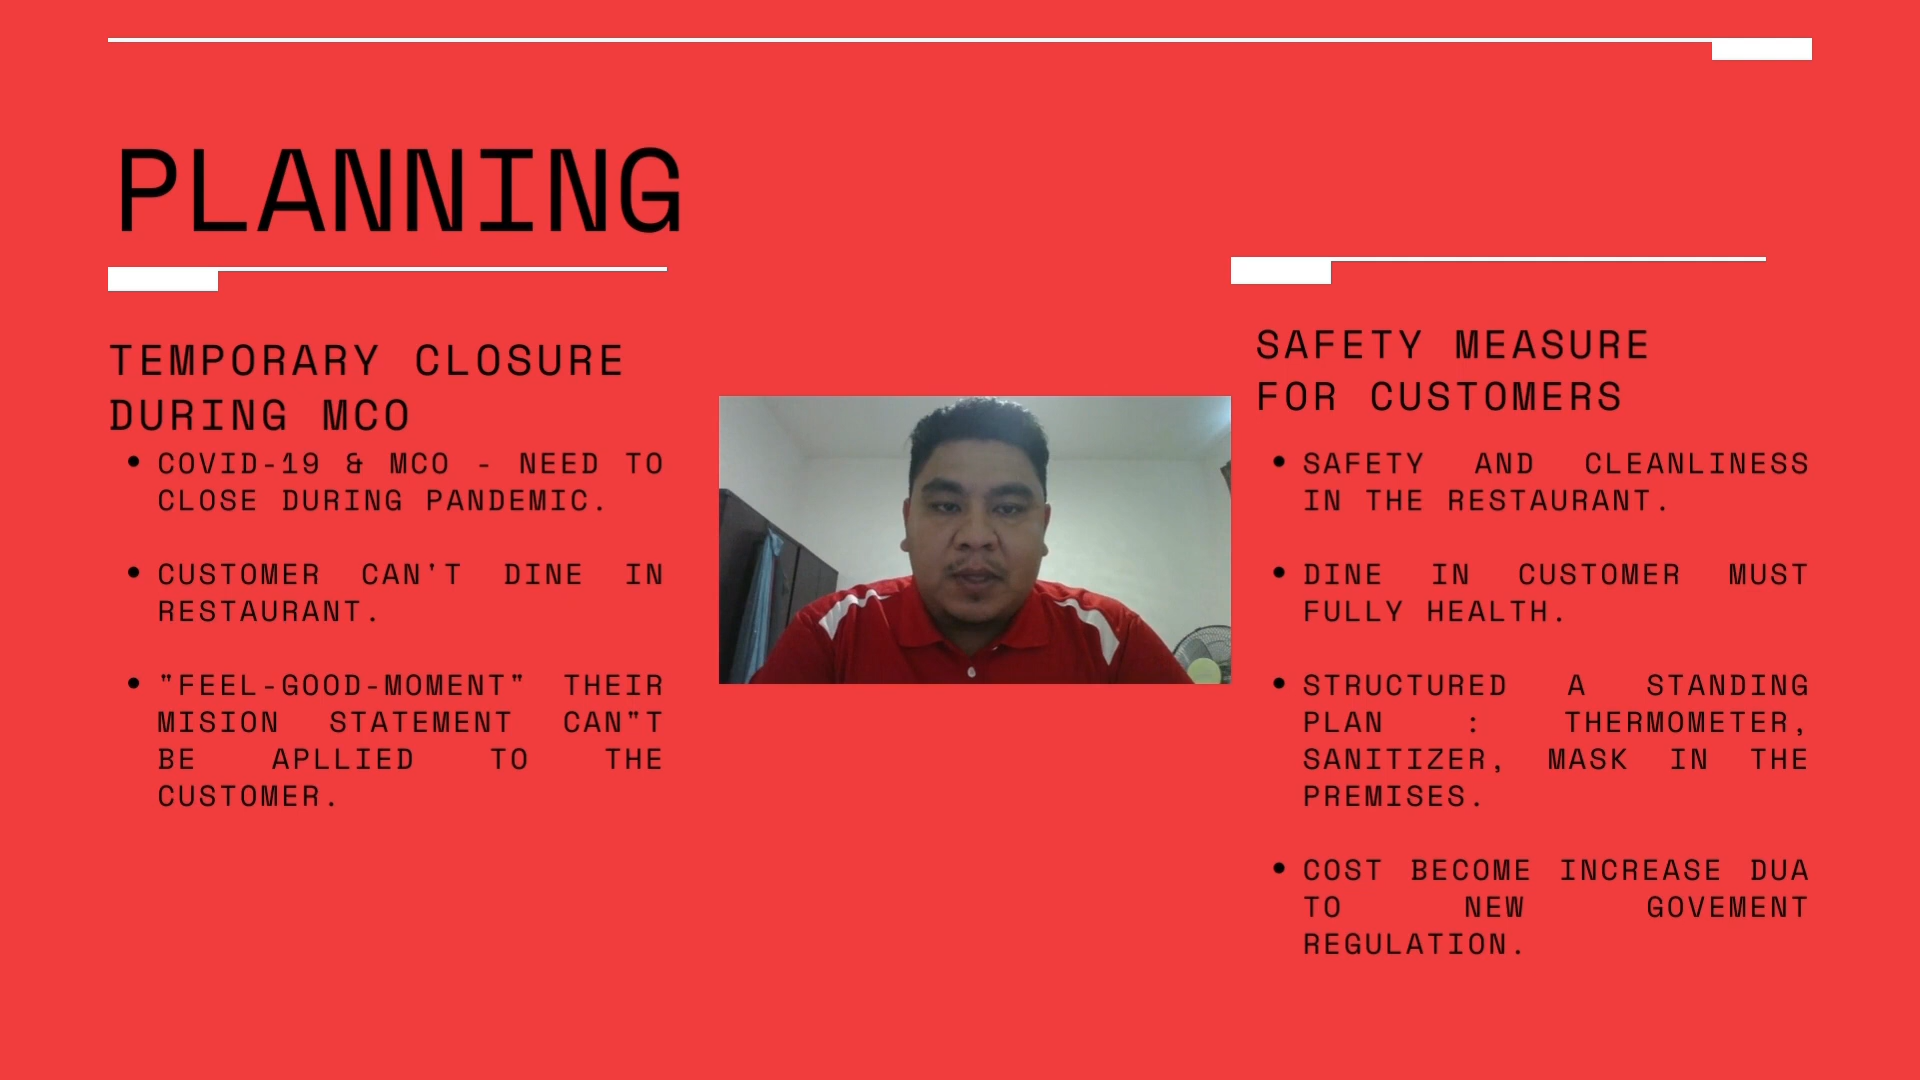 PLANNING
TEMPORARY CLOSURE
DURING MCO
• COVID-19 & MCO - NEED TO
CLOSE DURING PANDEMIC.
• CUSTOMER CAN'T DINE IN
RESTAURANT.
• "FEEL-GOOD-MOMENT" THEIR
MISION STATEMENT CAN"T
BE APLLIED TO THE
CUSTOMER.
SAFETY MEASURE
FOR CUSTOMERS
• SAFETY AND CLEANLINESS
IN THE RESTAURANT.
• DINE IN CUSTOMER MUST
FULLY HEALTH.
• STRUCTURED A STANDING
PLAN : THERMOMETER,
SANITIZER, MASK IN THE
PREMISES.
• COST BECOME INCREASE DUA
TO NEW GOVEMENT
REGULATION.